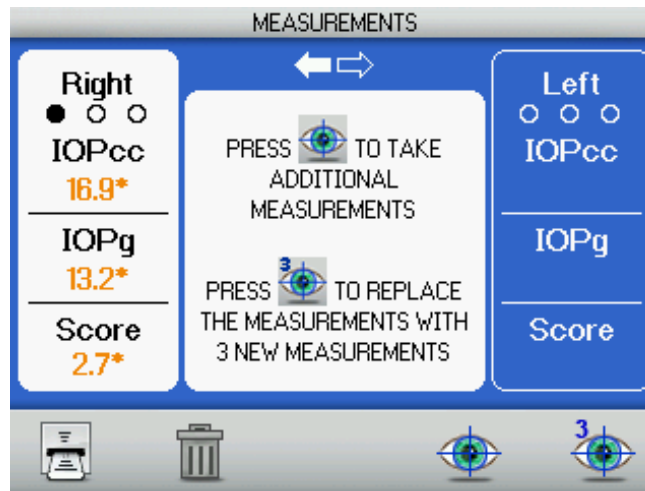 MEASUREMENTS
Right
IOPcc
16.9*
IOPg
13.2*
Score
2.7*
PRESS TO TAKE
ADDITIONAL
MEASUREMENTS
3
PRESS TO REPLACE
THE MEASUREMENTS WITH
3 NEW MEASUREMENTS
Left
IOPcc
IOPg
Score
3